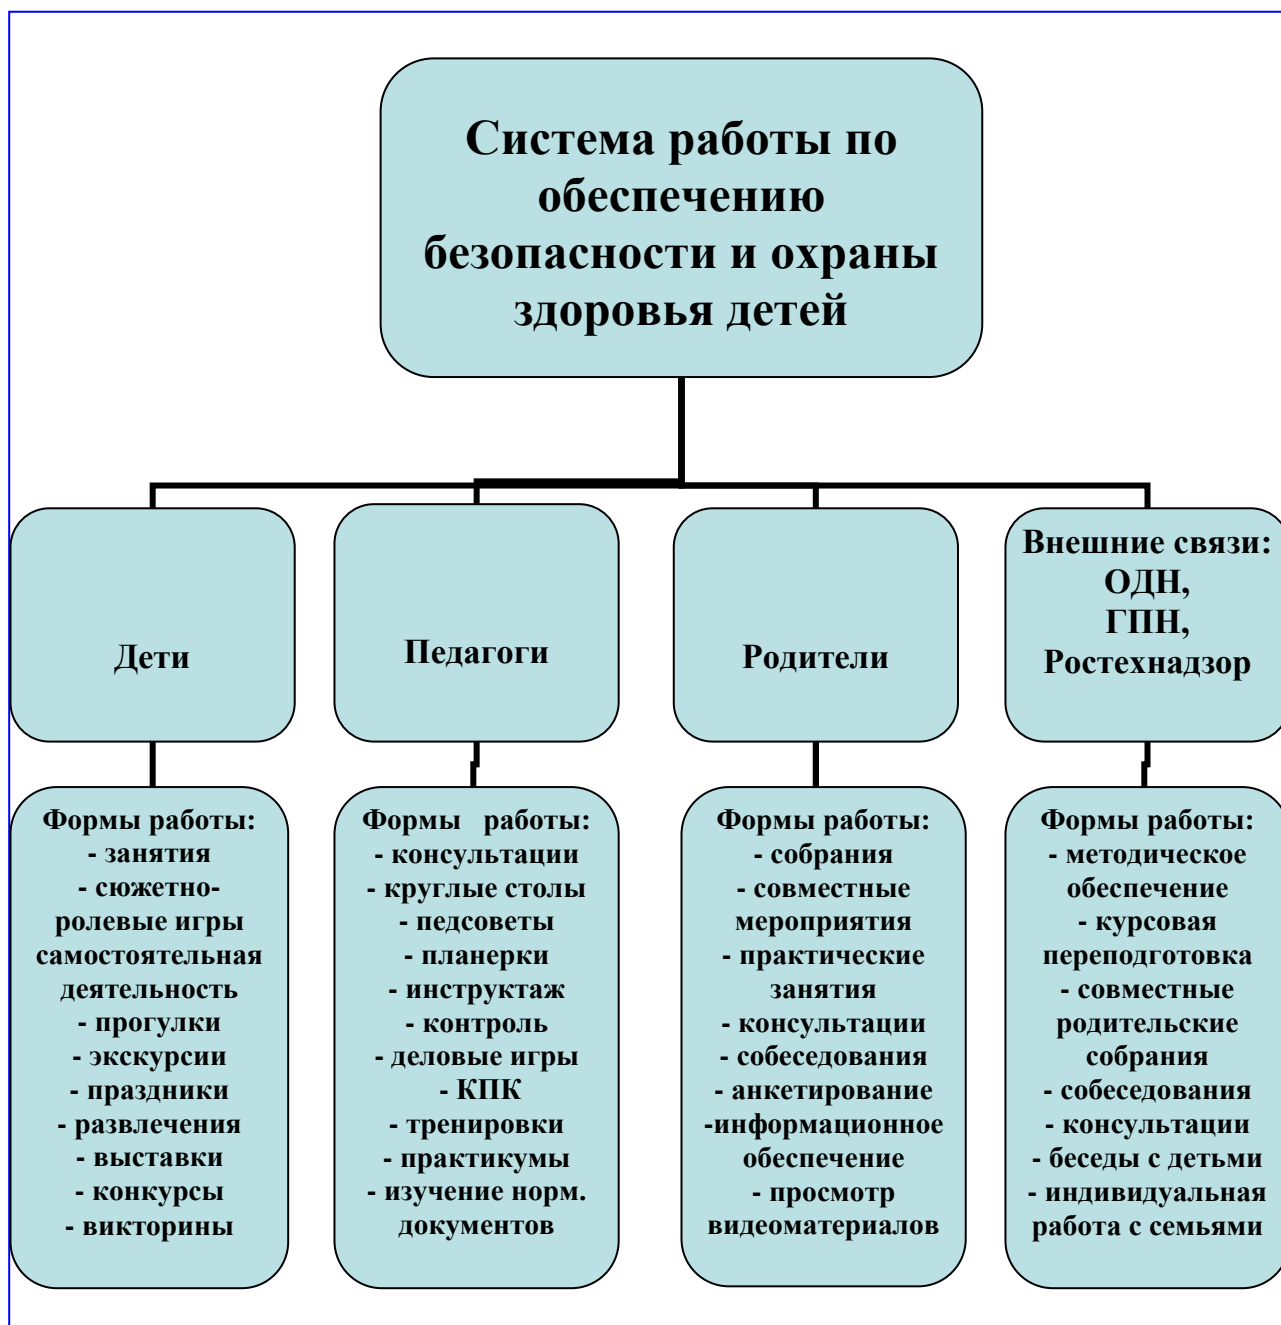 Система работы по
обеспечению
безопасности и охраны
здоровья детей
Дети
Педагоги
Родители
Внешние связи:
ОДН,
ГПН,
Ростехнадзор
Формы работы:
- занятия
- сюжетно-
ролевые игры
самостоятельная
деятельность
- прогулки
- экскурсии
- праздники
- развлечения
- выставки
- конкурсы
- викторины
Формы работы:
- консультации
- круглые столы
- педсоветы
- планерки
- инструктаж
- контроль
- деловые игры
- КПК
- тренировки
- практикумы
- изучение норм.
документов
Формы работы:
- собрания
- совместные
мероприятия
- практические
занятия
- консультации
- собеседования
- анкетирование
-информационное
обеспечение
- просмотр
видеоматериалов
Формы работы:
- методическое
обеспечение
- курсовая
переподготовка
- совместные
родительские
собрания
- собеседования
- консультации
- беседы с детьми
- индивидуальная
работа с семьями